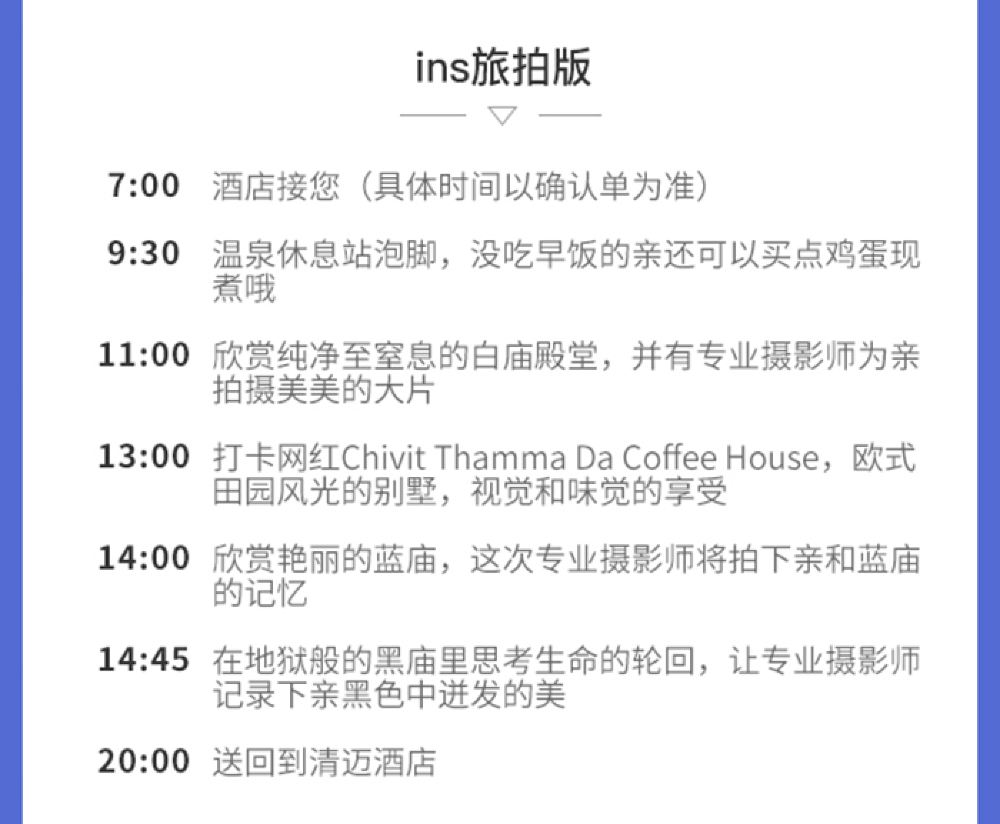 ins旅拍版
7:00 酒店接您（具体时间以确认单为准）
9:30 温泉休息站泡脚，没吃早饭的亲还可以买点鸡蛋现
煮哦
11:00 欣赏纯净至窒息的白庙殿堂，并有专业摄影师为亲
拍摄美美的大片
13:00 打卡网红Chivit Thamma Da Coffee House，欧式
田园风光的别墅，视觉和味觉的享受
14:00 欣赏艳丽的蓝庙，这次专业摄影师将拍下亲和蓝庙
的记忆
14:45 在地狱般的黑庙里思考生命的轮回，让专业摄影师
记录下亲黑色中迸发的美
20:00 送回到清迈酒店